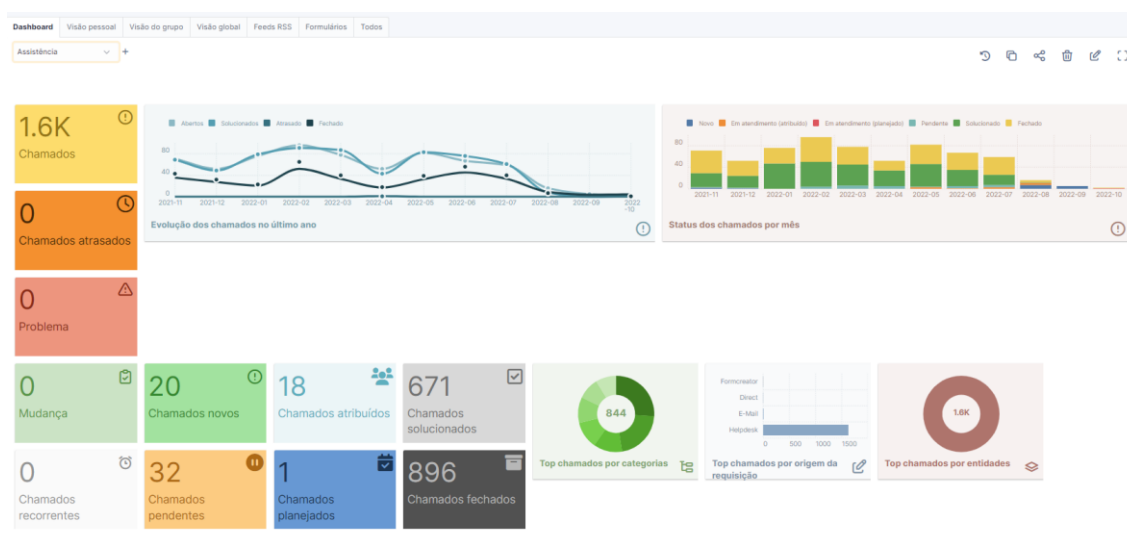 Dashboard Visão pessoal Visão do grupo Visão global Feeds RSS Formulários Todos
Assistência +
1.6K
Chamados
Abertos Solucionados Atrasado Fechado
80
40
0
2021-11 2021-12 2022-01 2022-02 2022-03 2022-04 2022-05 2022-06 2022-07 2022-08 2022-09 2022
-10
Evolução dos chamados no último ano
Novo Em atendimento (atribuído) Em atendimento (planejado) Pendente Solucionado Fechado
80
40
0
2021-11 2021-12 2022-01 2022-02 2022-03 2022-04 2022-05 2022-06 2022-07 2022-08 2022-09 2022-10
Status dos chamados por mês
0
Chamados atrasados
0
Problema
0
Mudança
20
Chamados novos
18
Chamados atribuídos
671
Chamados
solucionados
844
Top chamados por categorias
Formcreator
Direct
E-Mail
Helpdesk
0 500 1000 1500
Top chamados por origem da
requisição
1.6K
Top chamados por entidades
0
Chamados
recorrentes
32
Chamados
pendentes
1
Chamados
planejados
896
Chamados fechados